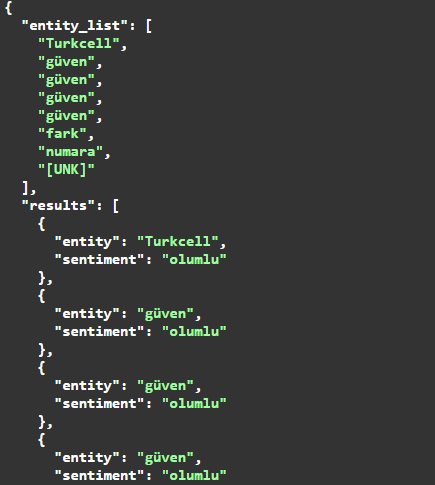 {
  "entity_list": [
    "Turkcell",
    "güven",
    "güven",
    "güven",
    "güven",
    "fark",
    "numara",
    "[UNK]"
  ],
  "results": [
    {
      "entity": "Turkcell",
      "sentiment": "olumlu"
    },
    {
      "entity": "güven",
      "sentiment": "olumlu"
    },
    {
      "entity": "güven",
      "sentiment": "olumlu"
    },
    {
      "entity": "güven",
      "sentiment": "olumlu"